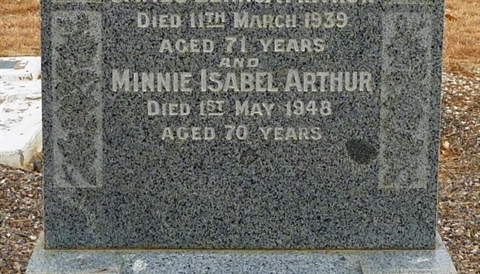 Died 11th March 1939
Aged 71 Years
And
Minnie Isabel Arthur
Died 1st May 1948
Aged 70 Years